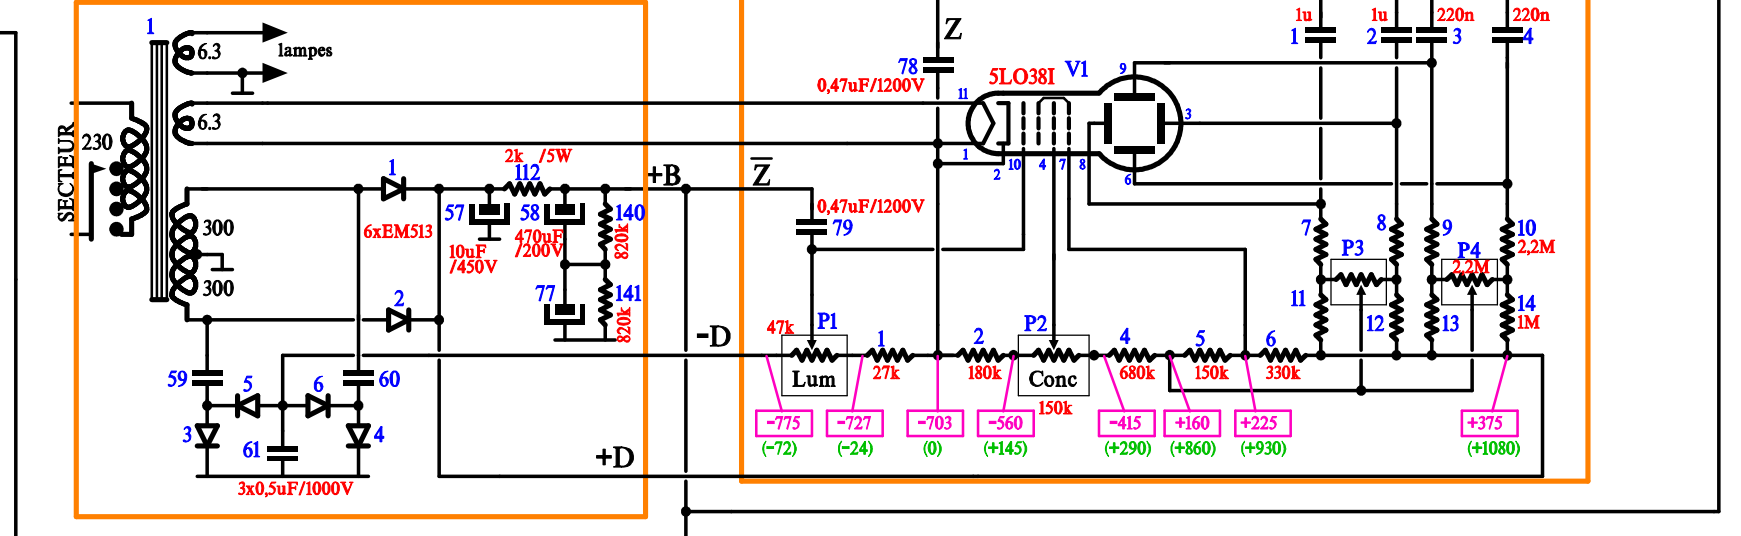 1
6.3
lampes
6.3
SECTEUR
230
300
300
1
6xEM513
2
2k /5W
112
57
10uF
/450V
58
470uF
/200V
140
820k
77
141
820k
+B
-D
+D
59
5
6
60
3
61
4
3x0,5uF/1000V
Z
78
0,47uF/1200V
5LO38I
V1
11
1
2
10
4
7
8
9
3
6
Z̅
0,47uF/1200V
79
1u
1
1u
2
220n
3
220n
4
7
8
9
10
2,2M
P3
P4
2,2M
11
12
13
14
1M
47k
P1
Lum
1
27k
2
180k
P2
Conc
150k
4
680k
5
150k
6
330k
-775
(-72)
-727
(-24)
-703
(0)
-560
(+145)
-415
(+290)
+160
(+860)
+225
(+930)
+375
(+1080)